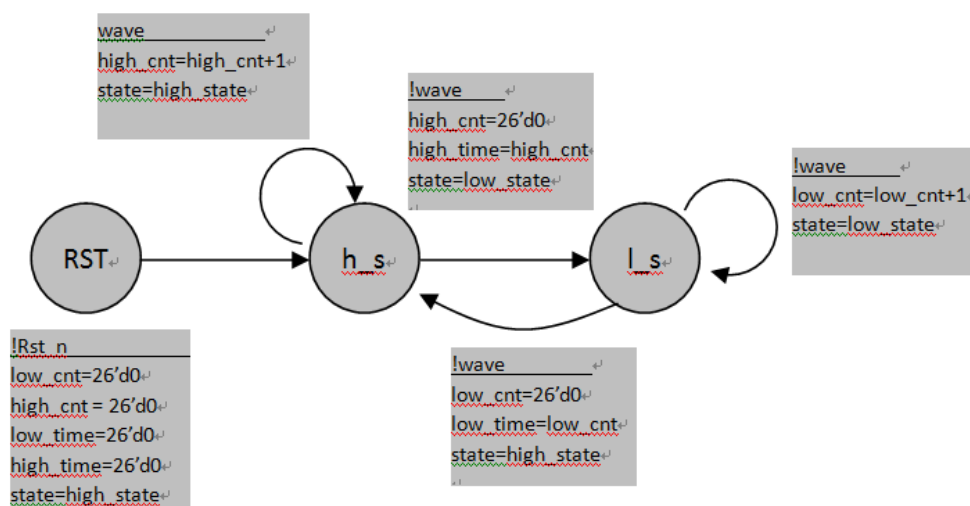 wave
high_cnt=high_cnt+1
state=high_state
!wave
high_cnt=26'd0
high_time=high_cnt
state=low_state
!wave
low_cnt=low_cnt+1
state=low_state
RST
h_s
l_s
!Rst_n
low_cnt=26'd0
high_cnt = 26'd0
low_time=26'd0
high_time=26'd0
state=high_state
!wave
low_cnt=26'd0
low_time=low_cnt
state=high_state